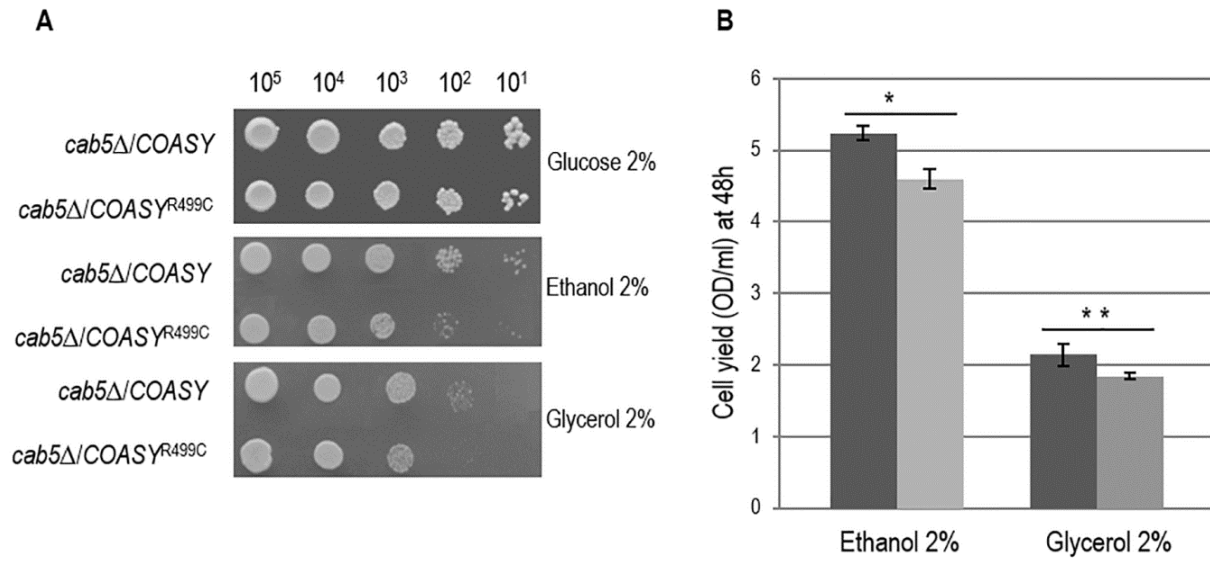 A
10⁵ 10⁴ 10³ 10² 10¹
cab5Δ/COASY
cab5Δ/COASYR499C
Glucose 2%
cab5Δ/COASY
cab5Δ/COASYR499C
Ethanol 2%
cab5Δ/COASY
cab5Δ/COASYR499C
Glycerol 2%
B
Cell yield (OD/ml) at 48h
6
5
4
3
2
1
0
*
* *
Ethanol 2% Glycerol 2%